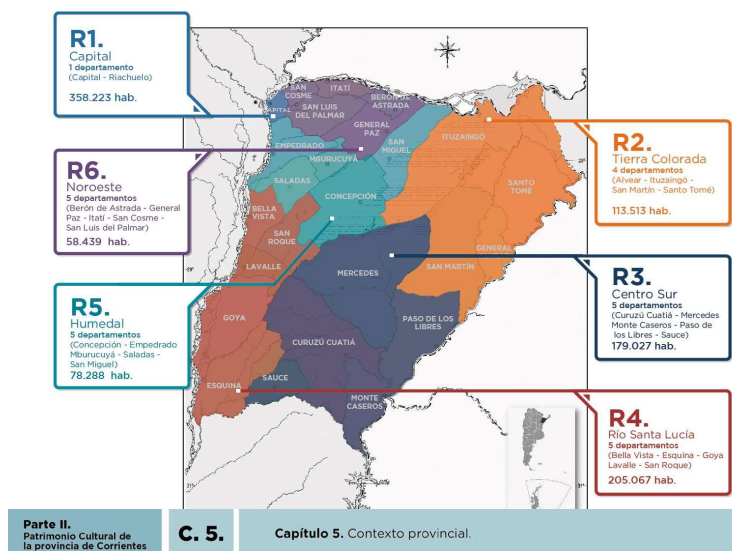 R1.
Capital
1 departamento
(Capital - Riachuelo)
358.223 hab.
R6.
Noroeste
5 departamentos
(Berón de Astrada - General
Paz - Itatí - San Cosme -
San Luis del Palmar)
58.439 hab.
R5.
Humedal
5 departamentos
(Concepción - Empedrado
Mburucuyá - Saladas -
San Miguel)
78.288 hab.
R2.
Tierra Colorada
4 departamentos
(Alvear - Ituzaingó -
San Martín - Santo Tomé)
113.513 hab.
R3.
Centro Sur
5 departamentos
(Curuzú Cuatiá - Mercedes
Monte Caseros - Paso de
los Libres - Sauce)
179.027 hab.
R4.
Río Santa Lucía
5 departamentos
(Bella Vista - Esquina - Goya
Lavalle - San Roque)
205.067 hab.
SAN
COSME
ITATÍ
CAPITAL
SAN LUIS
DEL PALMAR
BERÓN DE
ASTRADA
GENERAL
PAZ
ITUZAINGO
EMPEDRADO
MBURUCUYÁ
SAN
MIGUEL
SALADAS
CONCEPCIÓN
SANTO
TOMÉ
BELLA
VISTA
SAN
ROQUE
GENERAL
SAN MARTÍN
LAVALLE
MERCEDES
GOYA
PASO DE LOS
LIBRES
CURUZÚ CUATIÁ
SAUCE
ESQUINA
MONTE
CASEROS
Parte II.
Patrimonio Cultural de
la provincia de Corrientes
C. 5.
Capítulo 5. Contexto provincial.